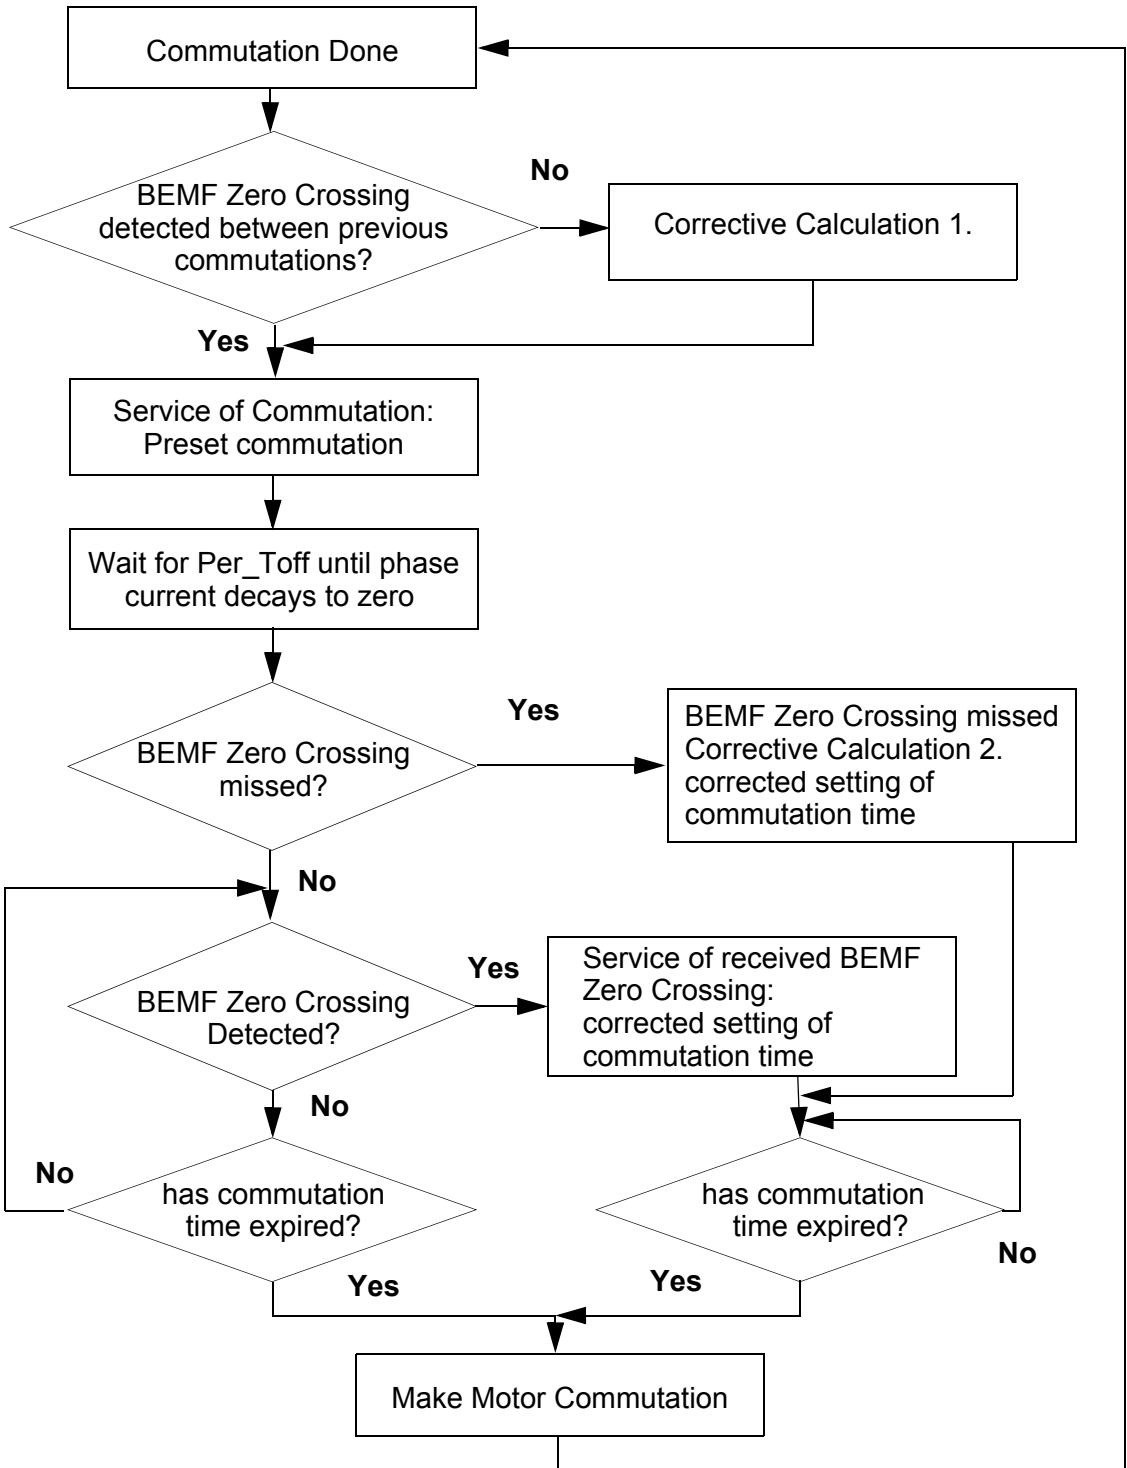 Commutation Done
BEMF Zero Crossing
detected between previous
commutations?
No
Corrective Calculation 1.
Yes
Service of Commutation:
Preset commutation
Wait for Per_Toff until phase
current decays to zero
BEMF Zero Crossing
missed?
Yes
BEMF Zero Crossing missed
Corrective Calculation 2.
corrected setting of
commutation time
No
BEMF Zero Crossing
Detected?
Yes
Service of received BEMF
Zero Crossing:
corrected setting of
commutation time
No
has commutation
time expired?
No
Yes
has commutation
time expired?
No
Yes
Make Motor Commutation